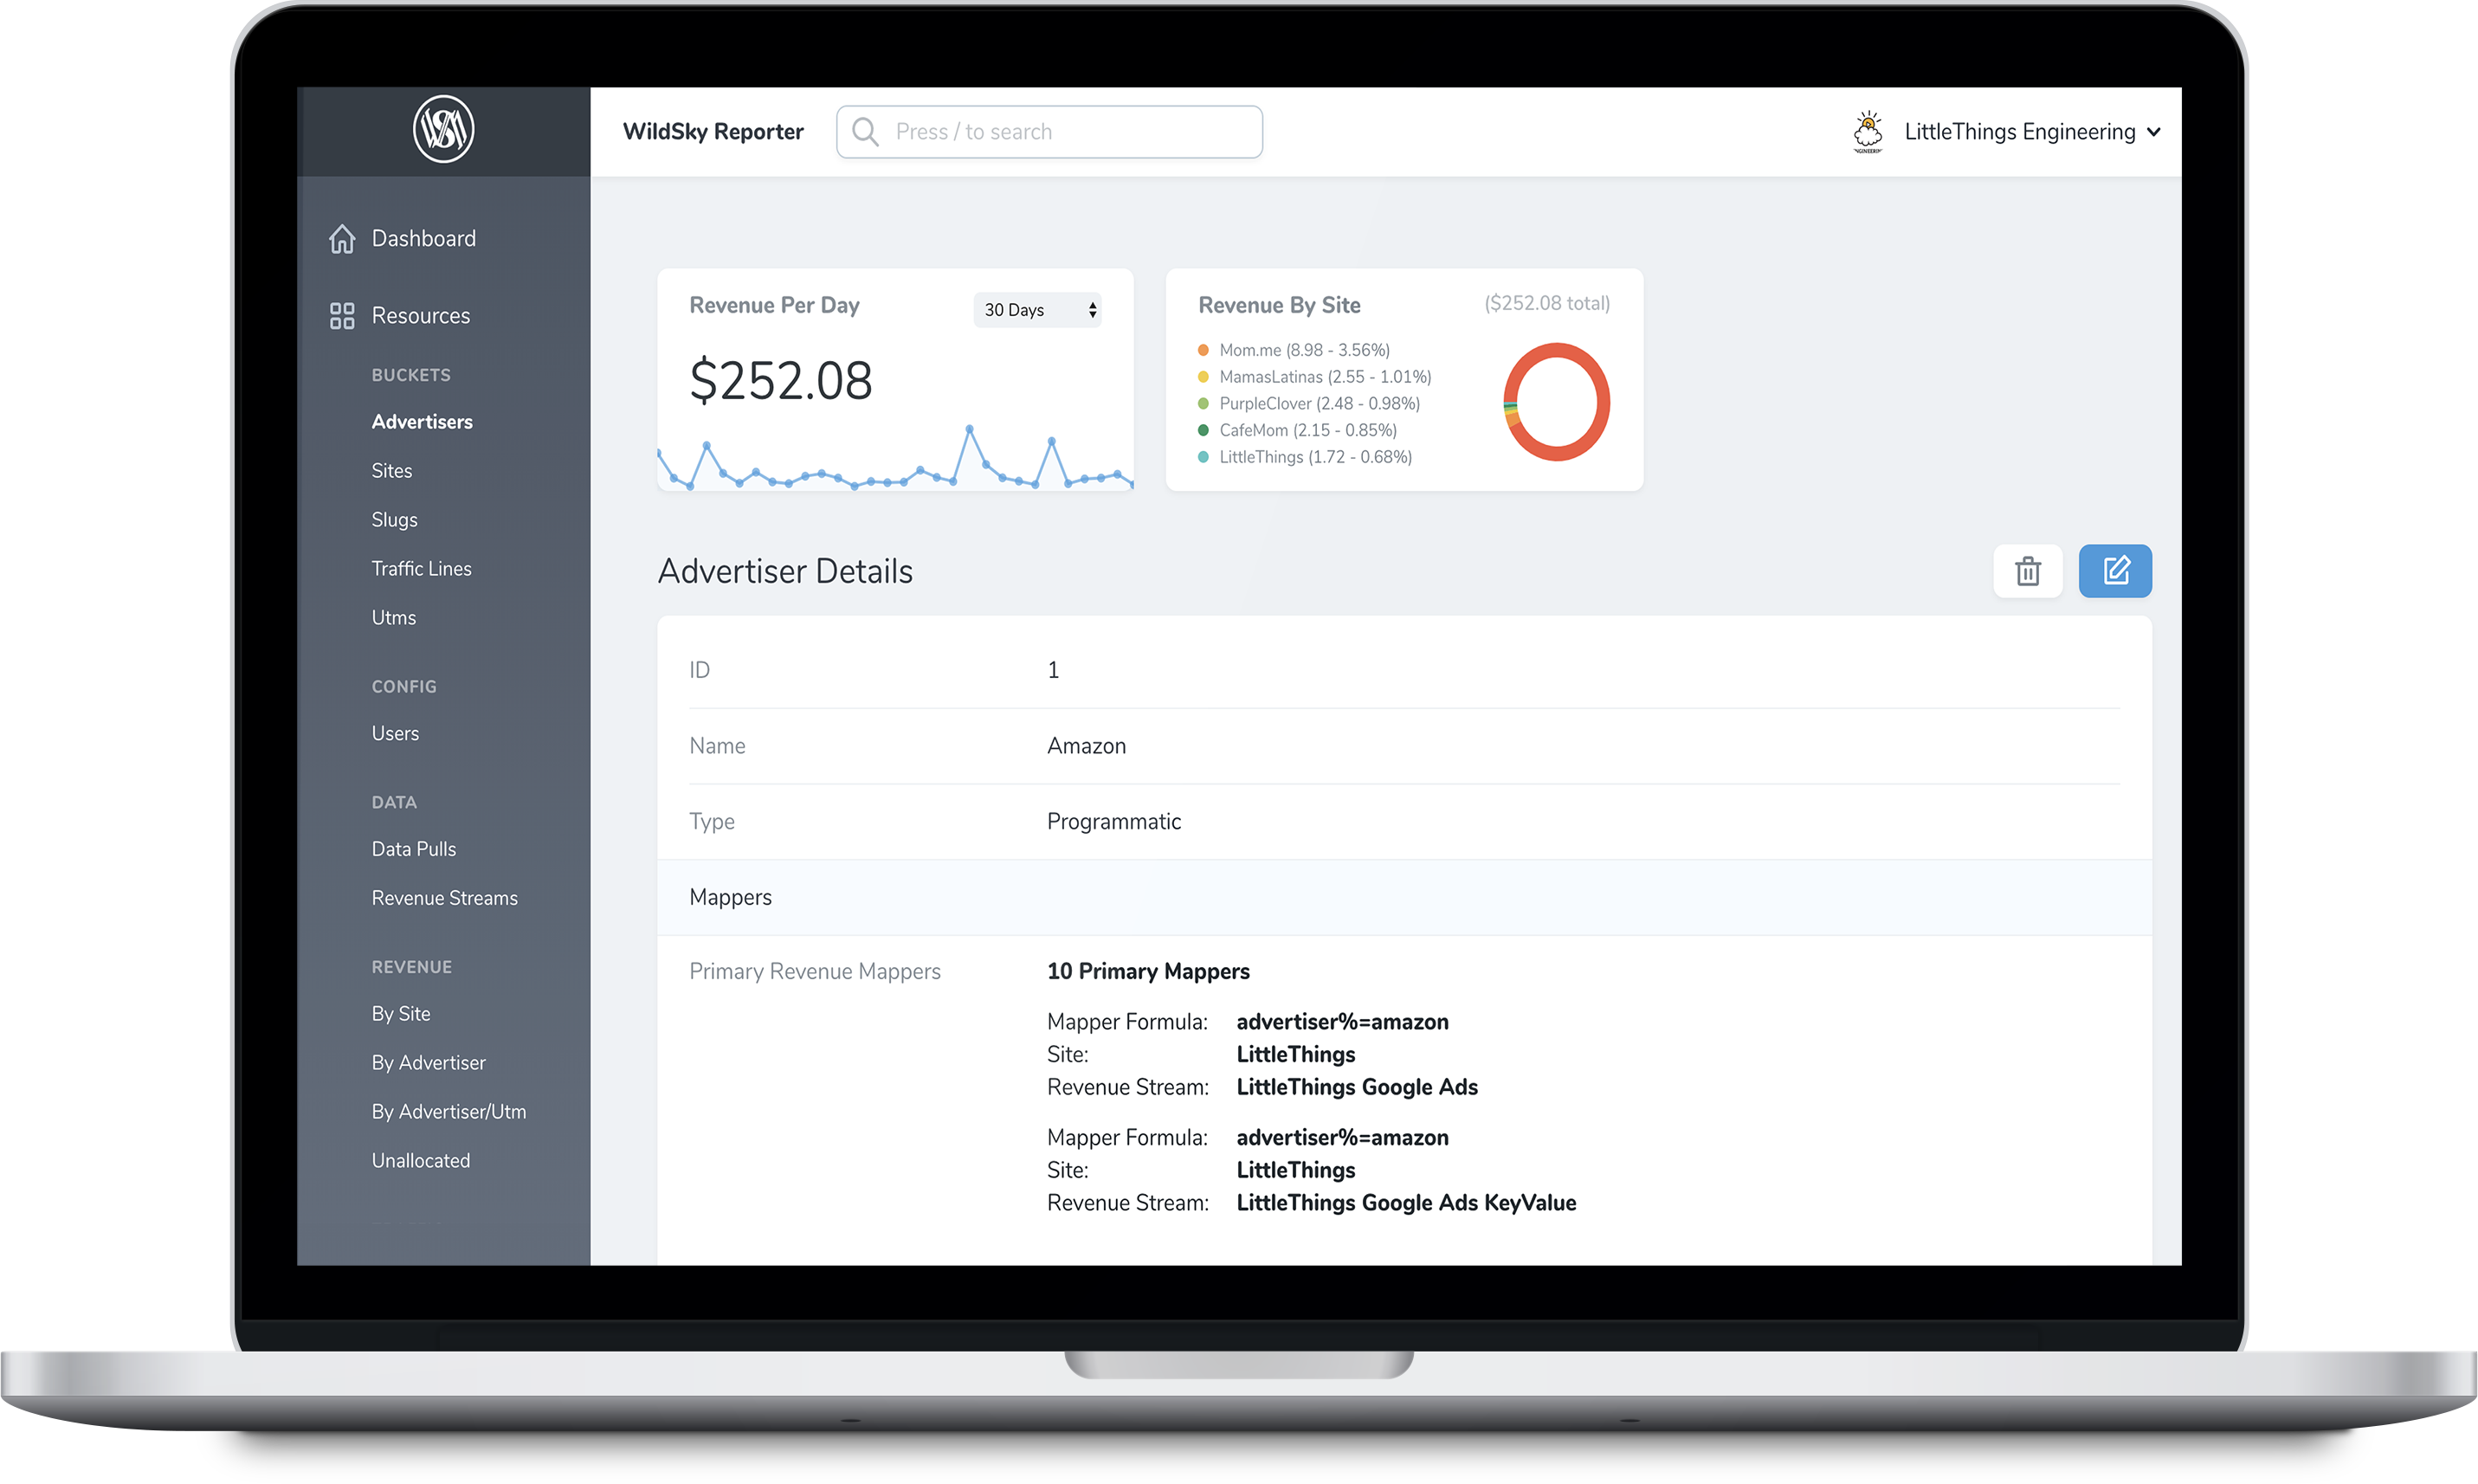 WSM
WildSky Reporter
Press / to search
LittleThings Engineering
Dashboard
Resources
BUCKETS
Advertisers
Sites
Slugs
Traffic Lines
Utms
CONFIG
Users
DATA
Data Pulls
Revenue Streams
REVENUE
By Site
By Advertiser
By Advertiser/Utm
Unallocated
Revenue Per Day
30 Days
$252.08
Revenue By Site
($252.08 total)
Mom.me (8.98 - 3.56%)
MamasLatinas (2.55 - 1.01%)
PurpleClover (2.48 - 0.98%)
CafeMom (2.15 - 0.85%)
LittleThings (1.72 - 0.68%)
Advertiser Details
ID 1
Name Amazon
Type Programmatic
Mappers
Primary Revenue Mappers 10 Primary Mappers
Mapper Formula: advertiser%=amazon
Site: LittleThings
Revenue Stream: LittleThings Google Ads
Mapper Formula: advertiser%=amazon
Site: LittleThings
Revenue Stream: LittleThings Google Ads KeyValue